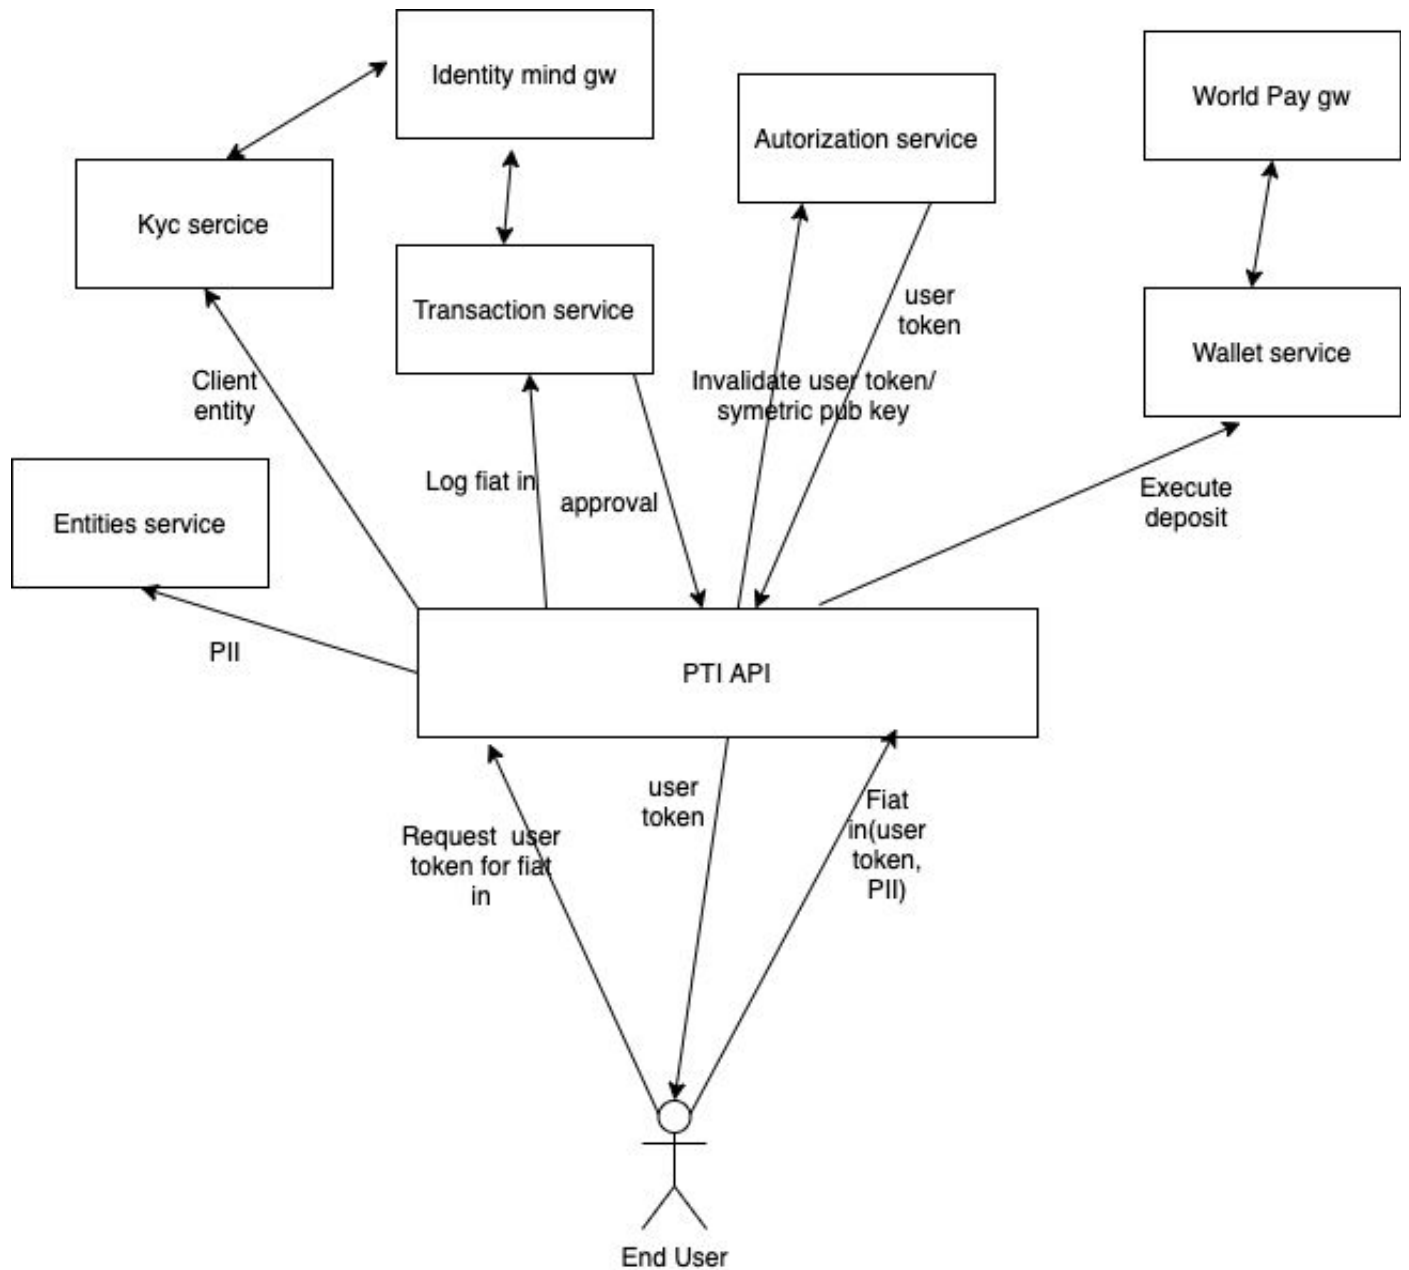 Identity mind gw
World Pay gw
Autorization service
Kyc sercice
Transaction service
user
token
Wallet service
Client
entity
Invalidate user token/
symetric pub key
Log fiat in
approval
Execute
deposit
Entities service
PII
PTI API
user
token
Fiat
in(user
token,
PII)
Request  user
token for fiat
in
End User